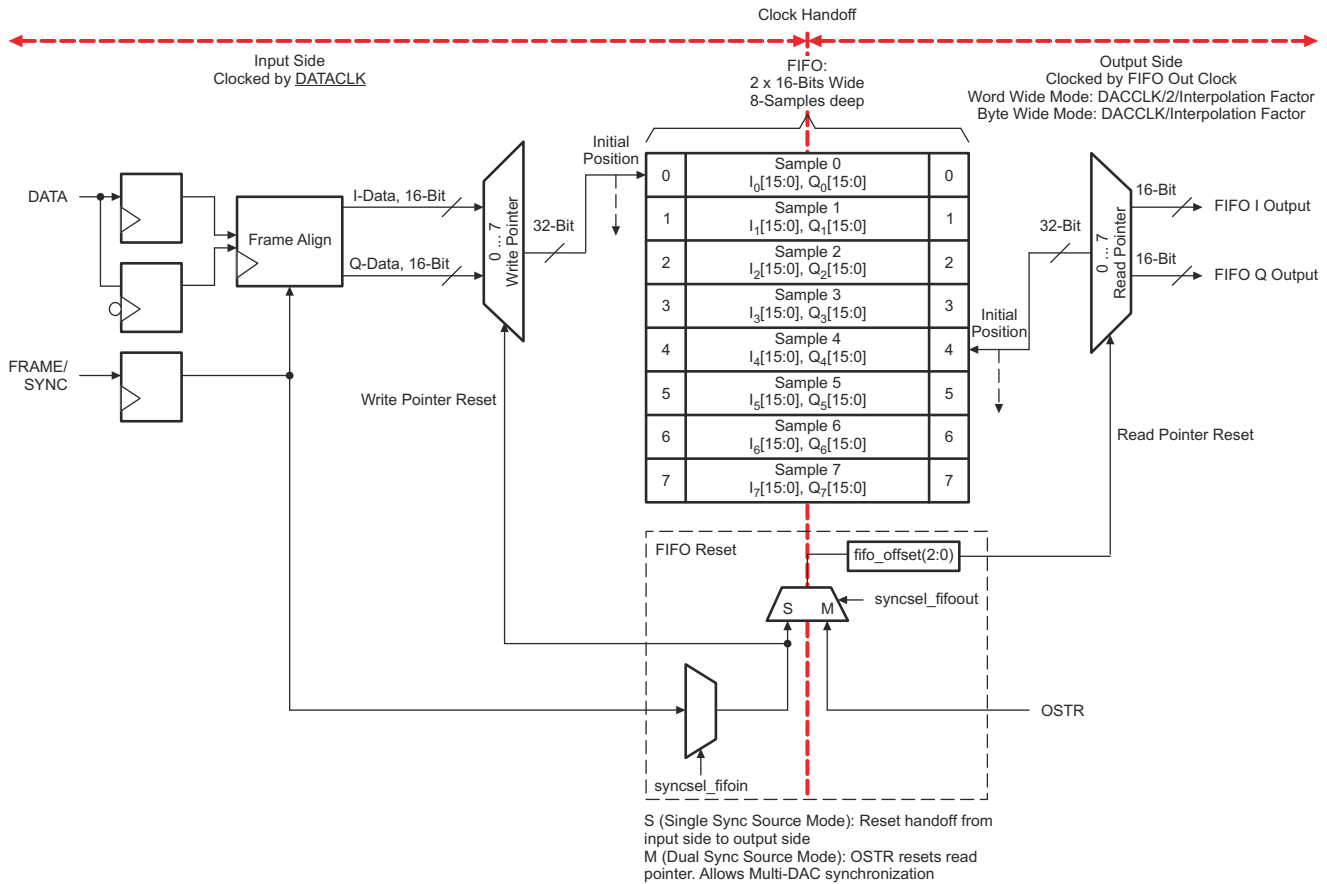 Clock Handoff
Input Side
Clocked by DATACLK
FIFO:
2 x 16-Bits Wide
8-Samples deep
Output Side
Clocked by FIFO Out Clock
Word Wide Mode: DACCLK/2/Interpolation Factor
Byte Wide Mode: DACCLK/Interpolation Factor
DATA
FRAME/
SYNC
Frame Align
I-Data, 16-Bit
Q-Data, 16-Bit
0 ... 7
Write Pointer
32-Bit
Initial
Position
0
Sample 0
I0[15:0], Q0[15:0]
0
1
Sample 1
I1[15:0], Q1[15:0]
1
2
Sample 2
I2[15:0], Q2[15:0]
2
3
Sample 3
I3[15:0], Q3[15:0]
3
4
Sample 4
I4[15:0], Q4[15:0]
4
5
Sample 5
I5[15:0], Q5[15:0]
5
6
Sample 6
I6[15:0], Q6[15:0]
6
7
Sample 7
I7[15:0], Q7[15:0]
7
Initial
Position
32-Bit
0 ... 7
Read Pointer
16-Bit
FIFO I Output
16-Bit
FIFO Q Output
Write Pointer Reset
Read Pointer Reset
FIFO Reset
fifo_offset(2:0)
S M
syncsel_fifoout
OSTR
syncsel_fifoin
S (Single Sync Source Mode): Reset handoff from
input side to output side
M (Dual Sync Source Mode): OSTR resets read
pointer. Allows Multi-DAC synchronization